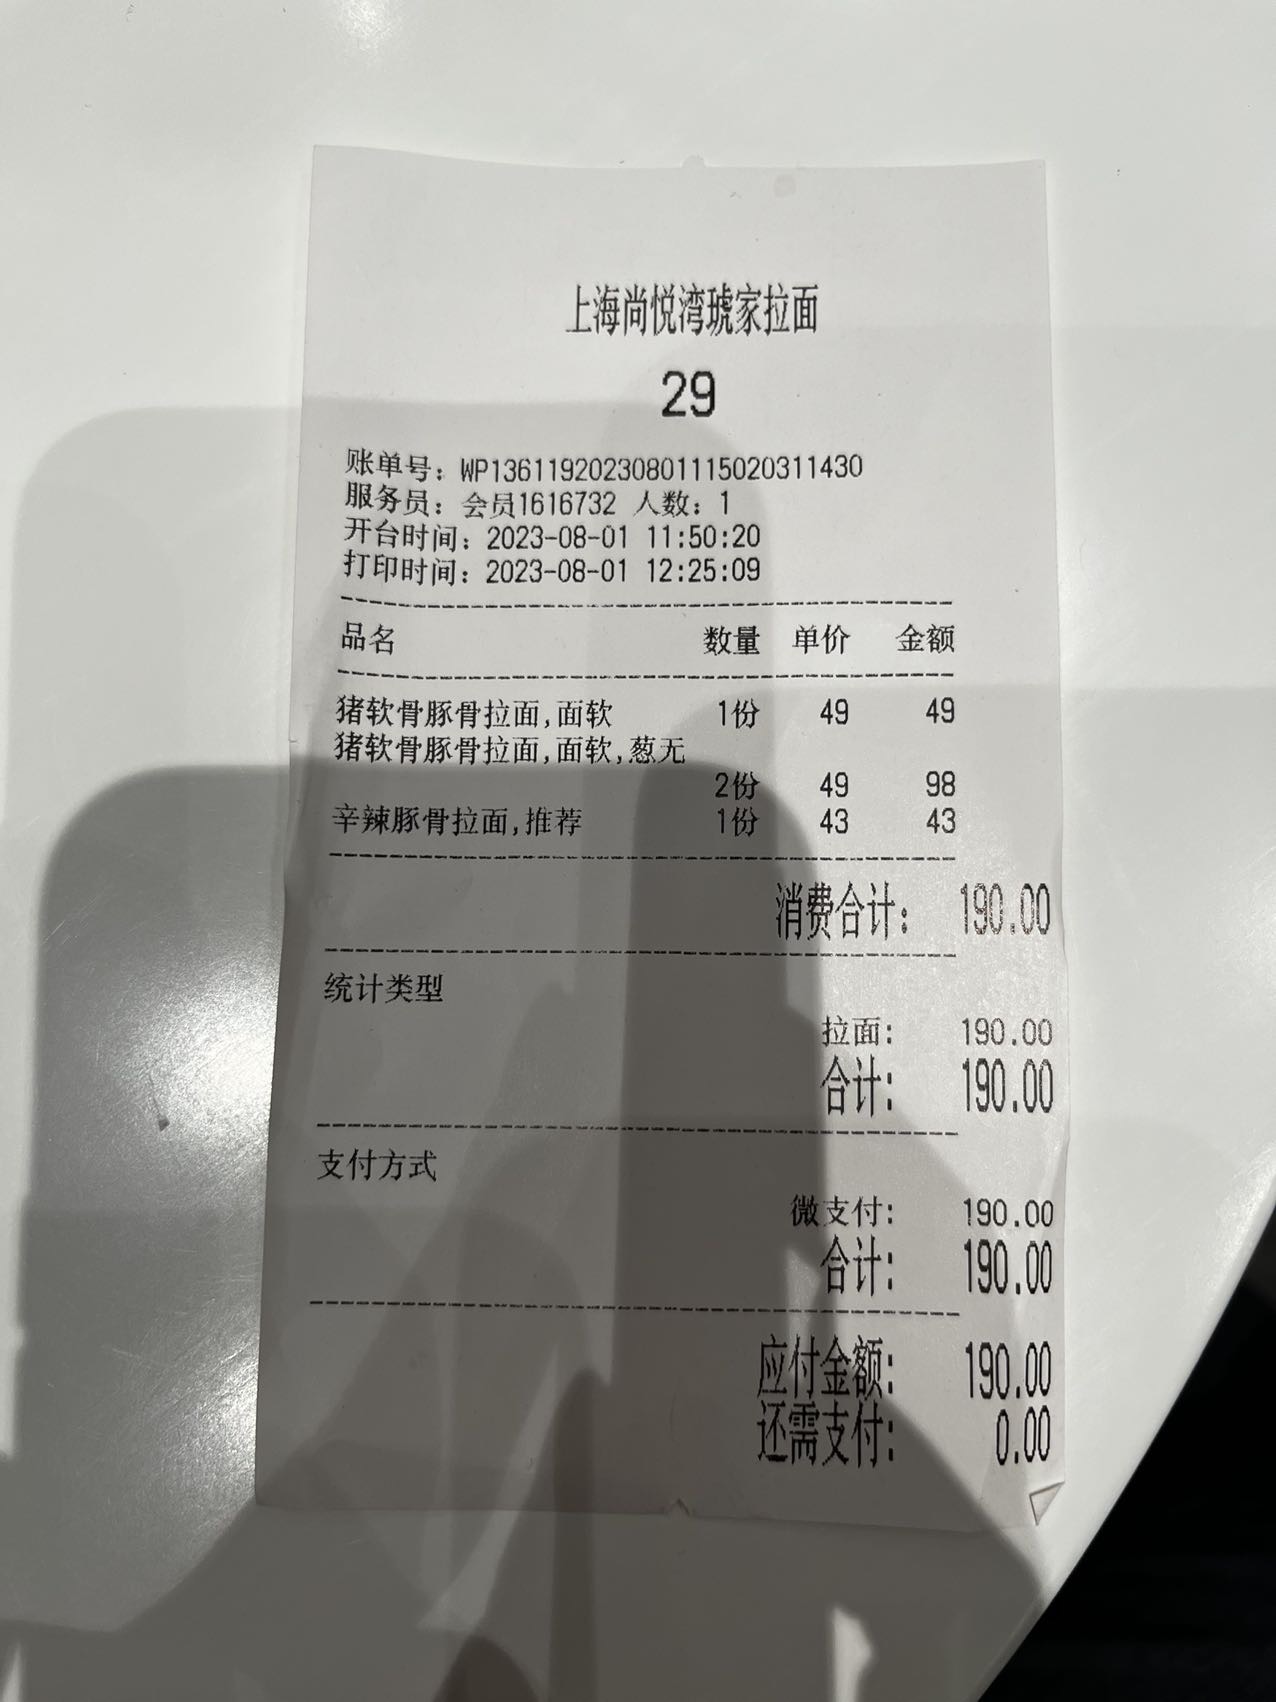 上海尚悦湾琥家拉面
29
账单号：WP13611920230801115020311430
服务员：会员1616732 人数：1
开台时间：2023-08-01 11:50:20
打印时间：2023-08-01 12:25:09
品名 数量 单价 金额
猪软骨豚骨拉面,面软 1份 49 49
猪软骨豚骨拉面,面软,葱无
2份 49 98
辛辣豚骨拉面,推荐 1份 43 43
消费合计： 190.00
统计类型
拉面: 190.00
合计: 190.00
支付方式
微支付: 190.00
合计: 190.00
应付金额: 190.00
还需支付: 0.00